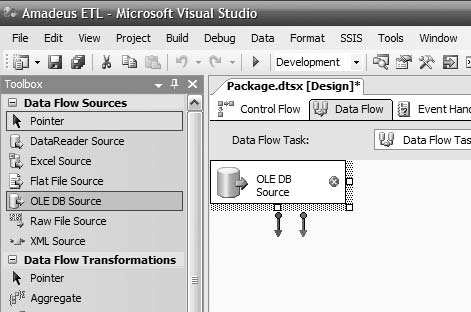 Amadeus ETL - Microsoft Visual Studio
File Edit View Project Build Debug Data Format SSIS Tools Window
Development
Toolbox
Package.dtsx [Design]*
Data Flow Sources
Control Flow Data Flow Event Hand
Pointer
DataReader Source
Data Flow Task: Data Flow Tas
Excel Source
Flat File Source
OLE DB Source
OLE DB
Source
Raw File Source
XML Source
Data Flow Transformations
Pointer
Aggregate